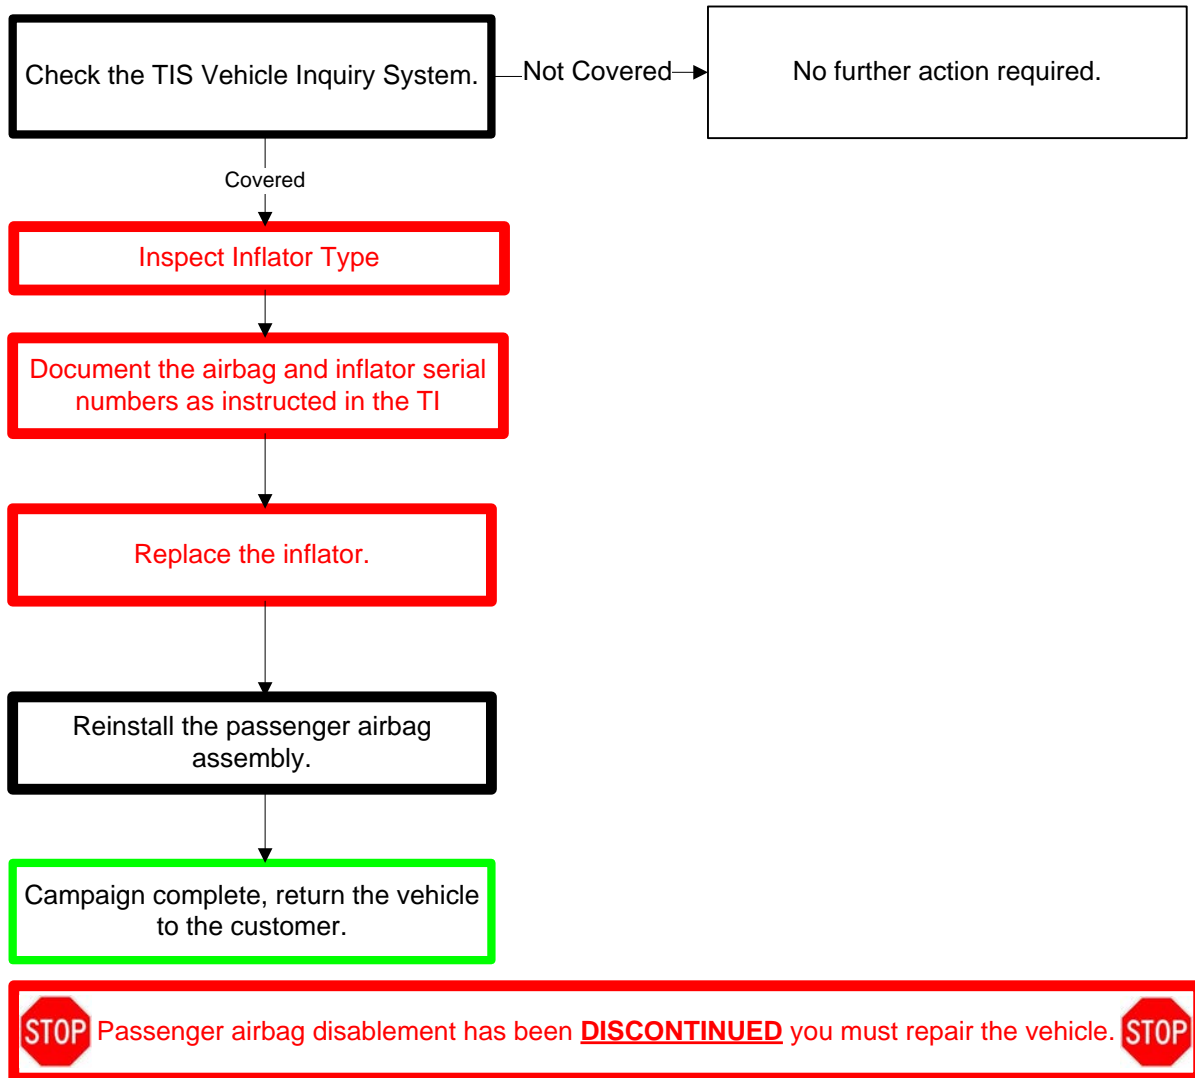 Check the TIS Vehicle Inquiry System.
Not Covered
No further action required.
Covered
Inspect Inflator Type
Document the airbag and inflator serial
numbers as instructed in the TI
Replace the inflator.
Reinstall the passenger airbag
assembly.
Campaign complete, return the vehicle
to the customer.
STOP Passenger airbag disablement has been DISCONTINUED you must repair the vehicle. STOP